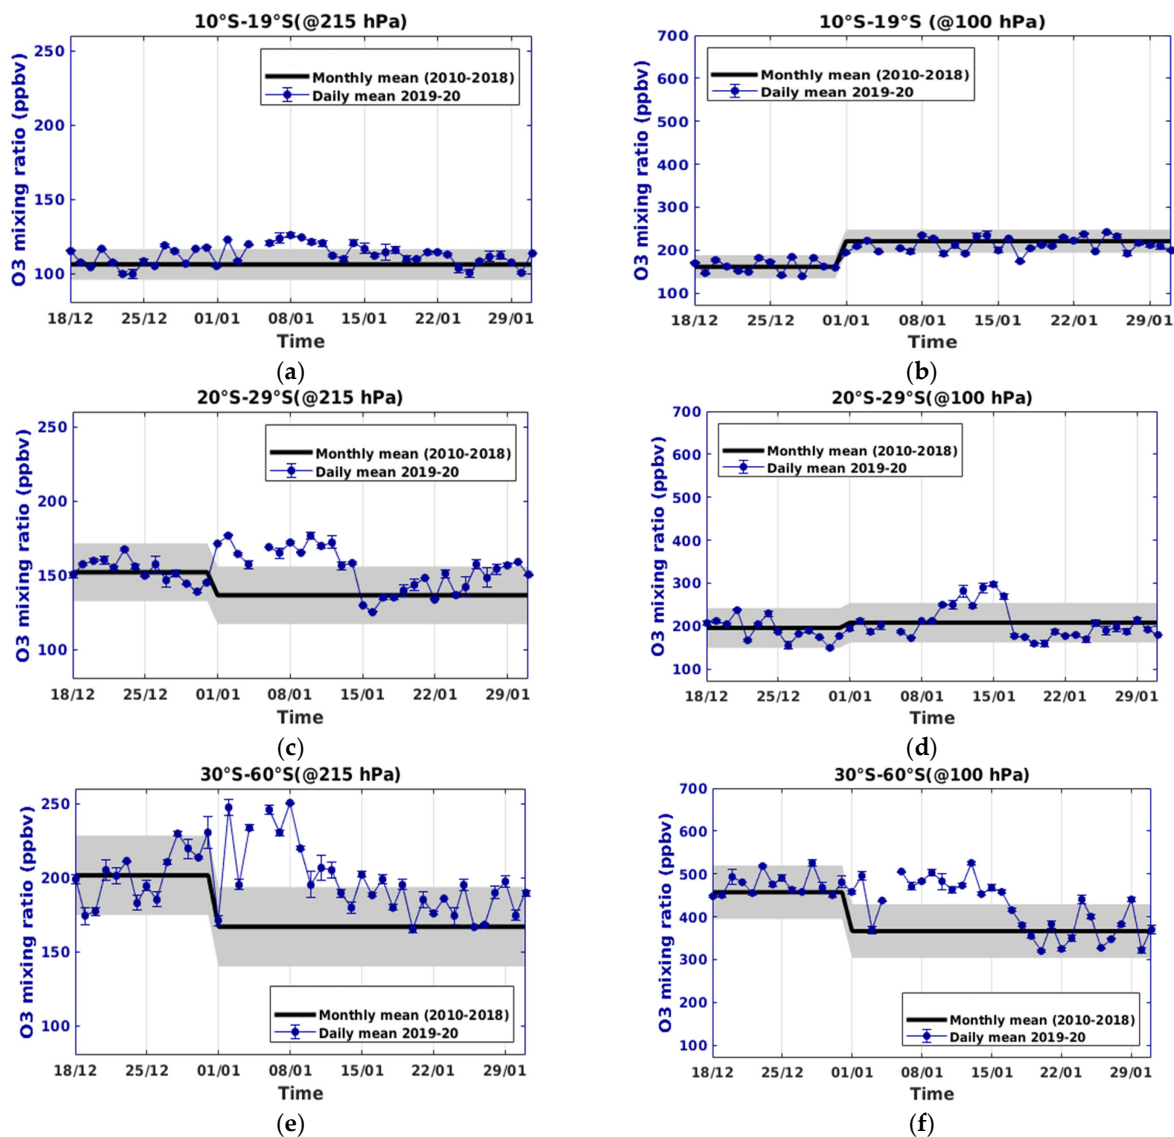 10°S-19°S(@215 hPa)
260
200
150
100
O3 mixing ratio (ppbv)
Monthly mean (2010-2018)
Daily mean 2019-20
18/12 25/12 01/01 08/01 15/01 22/01 29/01
Time
(a)
10°S-19°S (@100 hPa)
700
600
500
400
300
200
100
O3 mixing ratio (ppbv)
Monthly mean (2010-2018)
Daily mean 2019-20
18/12 25/12 01/01 08/01 15/01 22/01 29/01
Time
(b)
20°S-29°S(@215 hPa)
250
200
150
100
O3 mixing ratio (ppbv)
Monthly mean (2010-2018)
Daily mean 2019-20
18/12 25/12 01/01 08/01 15/01 22/01 29/01
Time
(c)
20°S-29°S(@100 hPa)
700
600
500
400
300
200
100
O3 mixing ratio (ppbv)
Monthly mean (2010-2018)
Daily mean 2019-20
18/12 25/12 01/01 08/01 15/01 22/01 29/01
Time
(d)
30°S-60°S(@215 hPa)
250
200
150
100
O3 mixing ratio (ppbv)
Monthly mean (2010-2018)
Daily mean 2019-20
18/12 25/12 01/01 08/01 15/01 22/01 29/01
Time
(e)
30°S-60°S(@100 hPa)
700
600
500
400
300
200
100
O3 mixing ratio (ppbv)
Monthly mean (2010-2018)
Daily mean 2019-20
18/12 25/12 01/01 08/01 15/01 22/01 29/01
Time
(f)